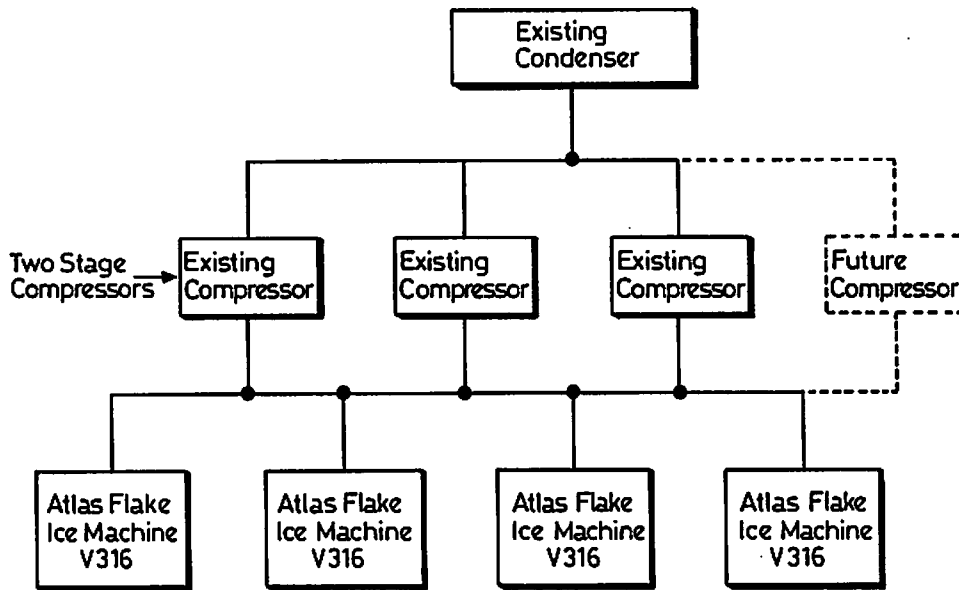 Existing
Condenser
Two Stage
Compressors
Existing
Compressor
Existing
Compressor
Existing
Compressor
Future
Compressor
Atlas Flake
Ice Machine
V316
Atlas Flake
Ice Machine
V316
Atlas Flake
Ice Machine
V316
Atlas Flake
Ice Machine
V316